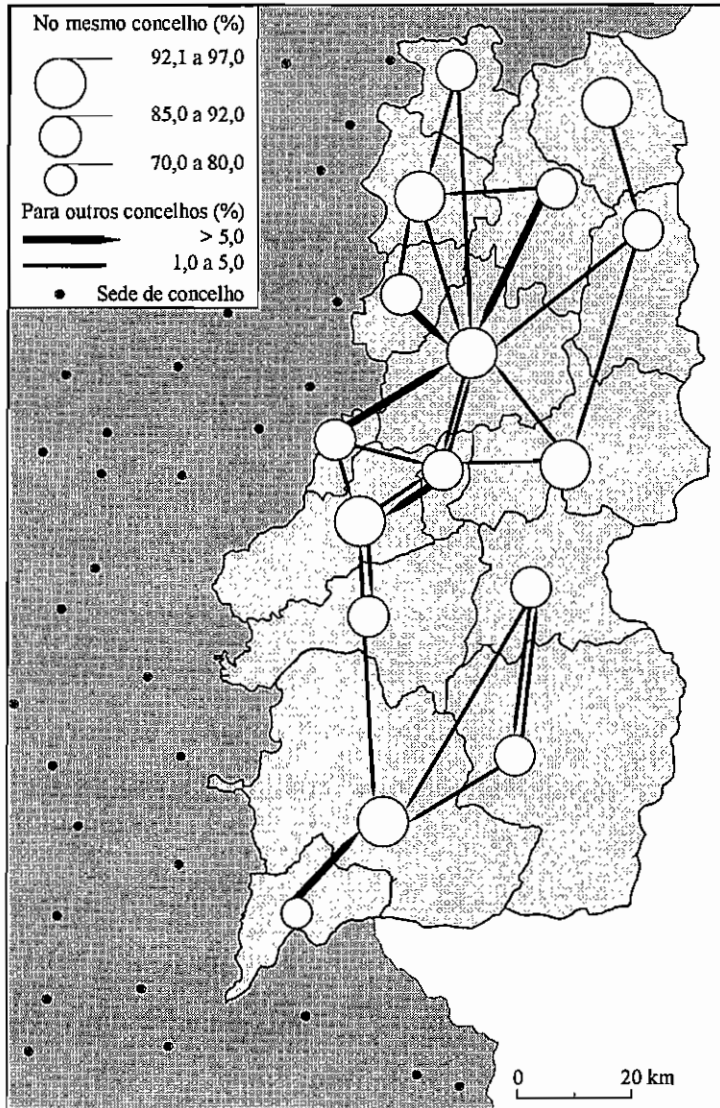 No mesmo concelho (%)
92,1 a 97,0
85,0 a 92,0
70,0 a 80,0
Para outros concelhos (%)
> 5,0
1,0 a 5,0
Sede de concelho
0 20 km